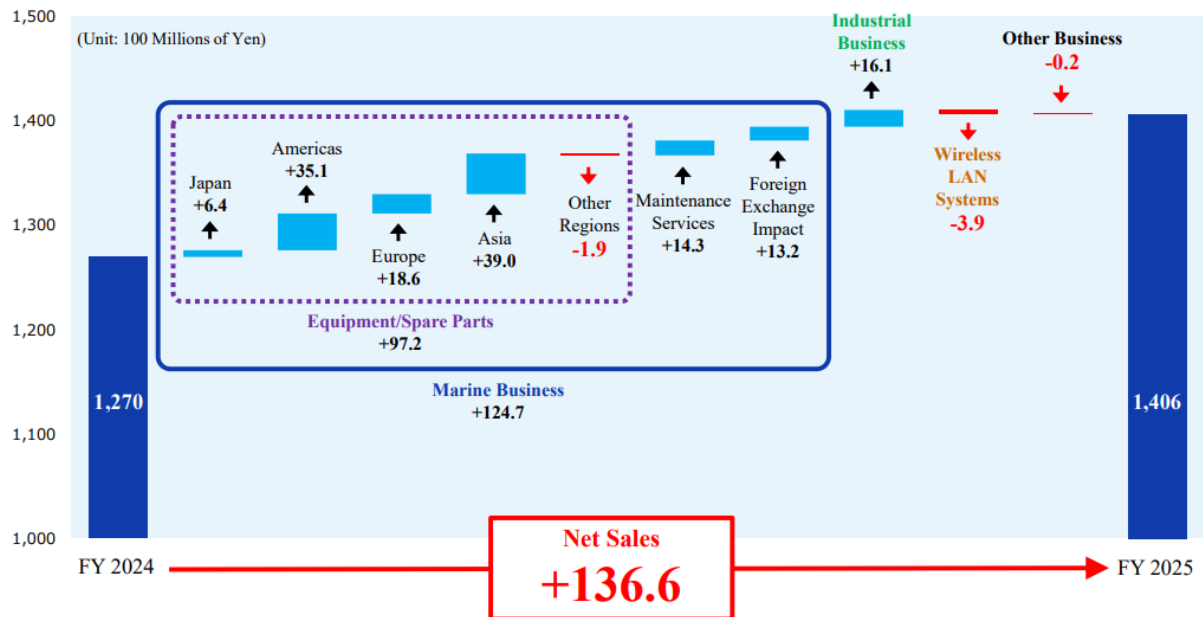 1,500
1,400
1,300
1,200
1,100
1,000
(Unit: 100 Millions of Yen)
1,270
FY 2024
Japan
+6.4
Americas
+35.1
Europe
+18.6
Asia
+39.0
Other
Regions
-1.9
Equipment/Spare Parts
+97.2
Maintenance
Services
+14.3
Foreign
Exchange
Impact
+13.2
Marine Business
+124.7
Industrial
Business
+16.1
Wireless
LAN
Systems
-3.9
Other Business
-0.2
1,406
FY 2025
Net Sales
+136.6